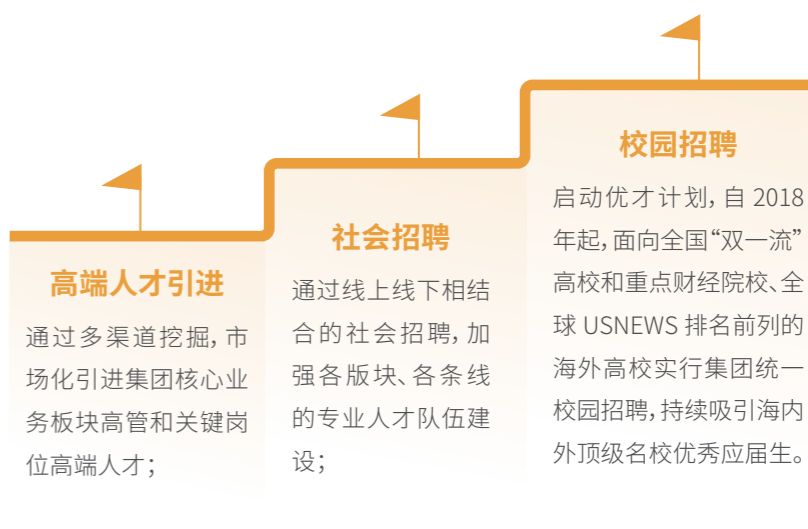 高端人才引进
通过多渠道挖掘，市
场化引进集团核心业
务板块高管和关键岗
位高端人才；
社会招聘
通过线上线下相结
合的社会招聘，加
强各版块、各条线
的专业人才队伍建
设；
校园招聘
启动优才计划，自 2018
年起，面向全国“双一流”
高校和重点财经院校、全
球 USNEWS 排名前列的
海外高校实行集团统一
校园招聘，持续吸引海内
外顶级名校优秀应届生。